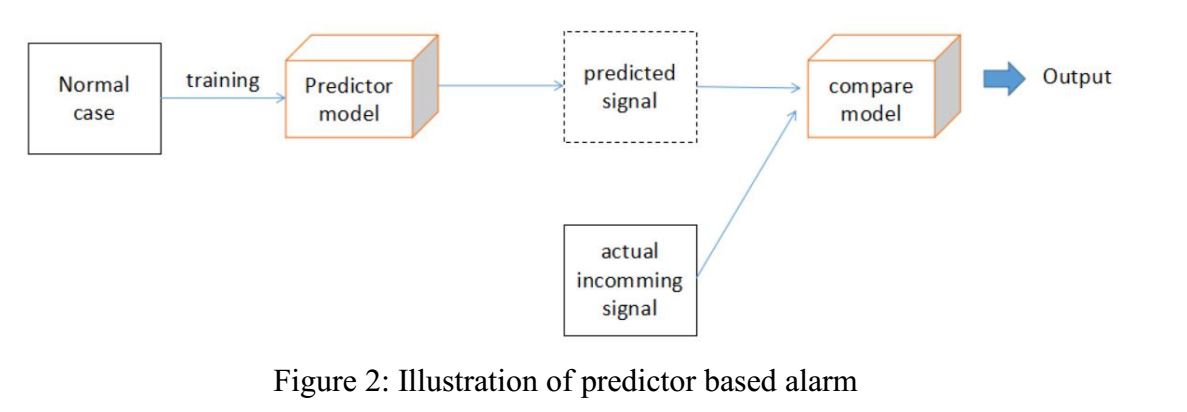 Normal
case
training
Predictor
model
predicted
signal
compare
model
Output
actual
incomming
signal
Figure 2: Illustration of predictor based alarm